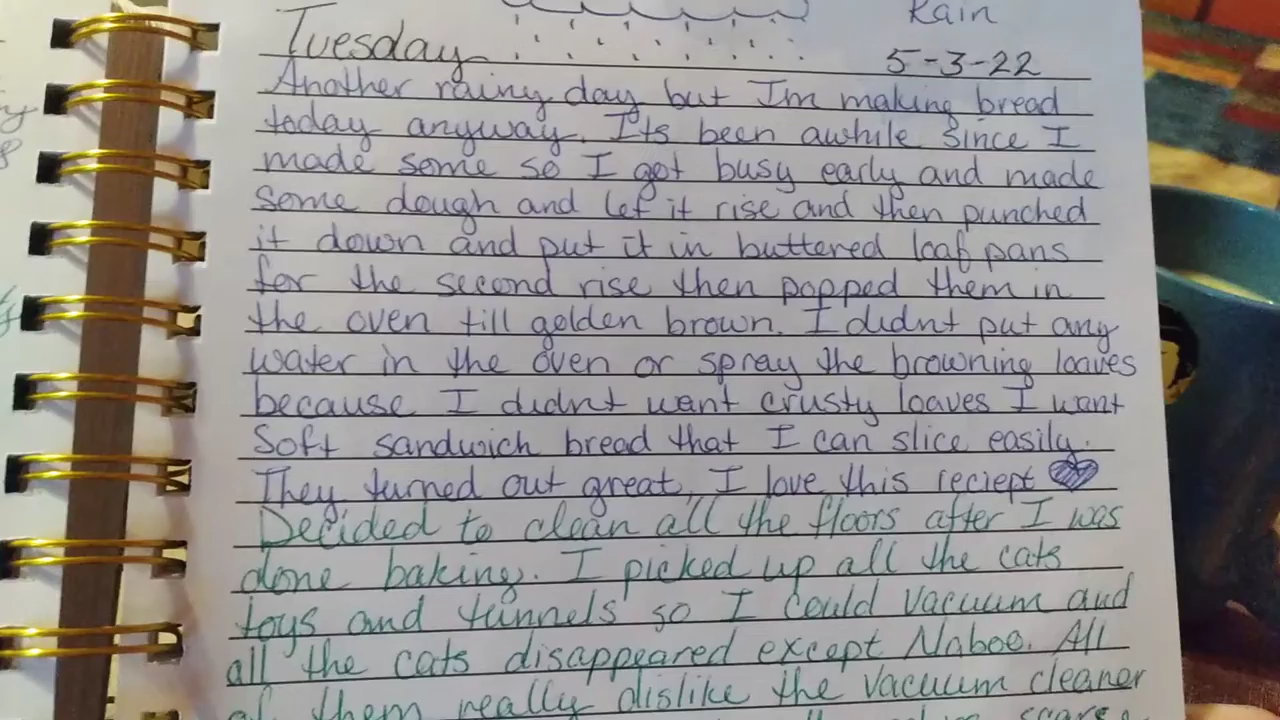 Rain
Tuesday 5-3-22
Another rainy day but Im making bread
today anyway. Its been awhile since I
made some so I got busy early and made
some dough and let it rise and then punched
it down and put it in buttered loaf pans
for the second rise then popped them in
the oven till golden brown. I didnt put any
water in the oven or spray the browning loaves
because I didnt want crusty loaves I want
soft sandwich bread that I can slice easily.
They turned out great, I love this reciept
Decided to clean all the floors after I was
done baking. I picked up all the cats
toys and tunnels so I could vacuum and
all the cats disappeared except Naboo. All
of them really dislike the vacuum cleaner